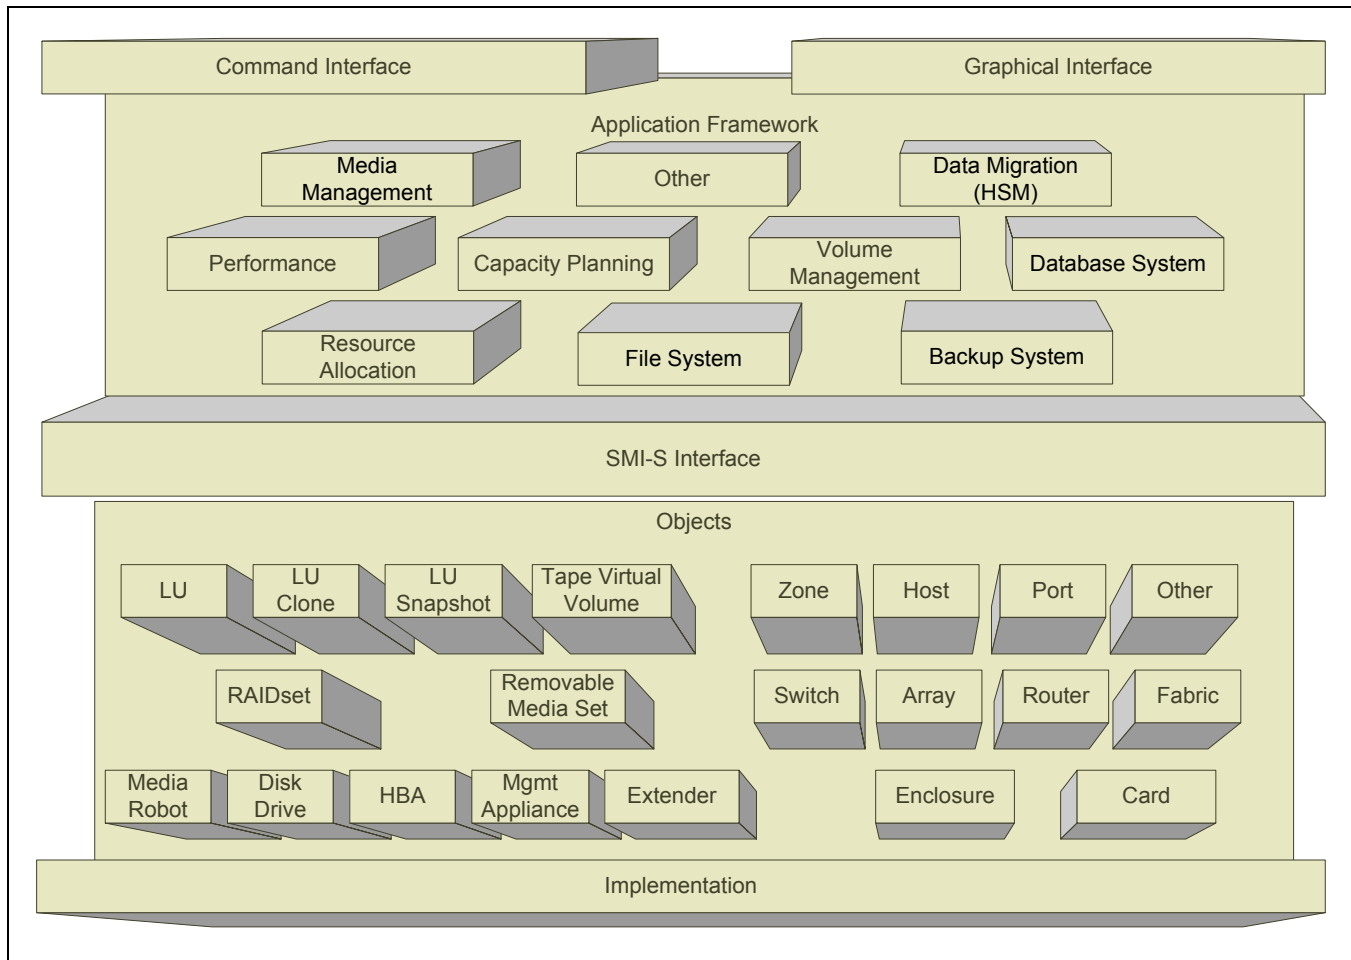 Command Interface
Graphical Interface
Application Framework
Media
Management
Other
Data Migration
(HSM)
Performance
Capacity Planning
Volume
Management
Database System
Resource
Allocation
File System
Backup System
SMI-S Interface
Objects
LU
LU
Clone
LU
Snapshot
Tape Virtual
Volume
Zone
Host
Port
Other
RAIDset
Removable
Media Set
Switch
Array
Router
Fabric
Media
Robot
Disk
Drive
HBA
Mgmt
Appliance
Extender
Enclosure
Card
Implementation